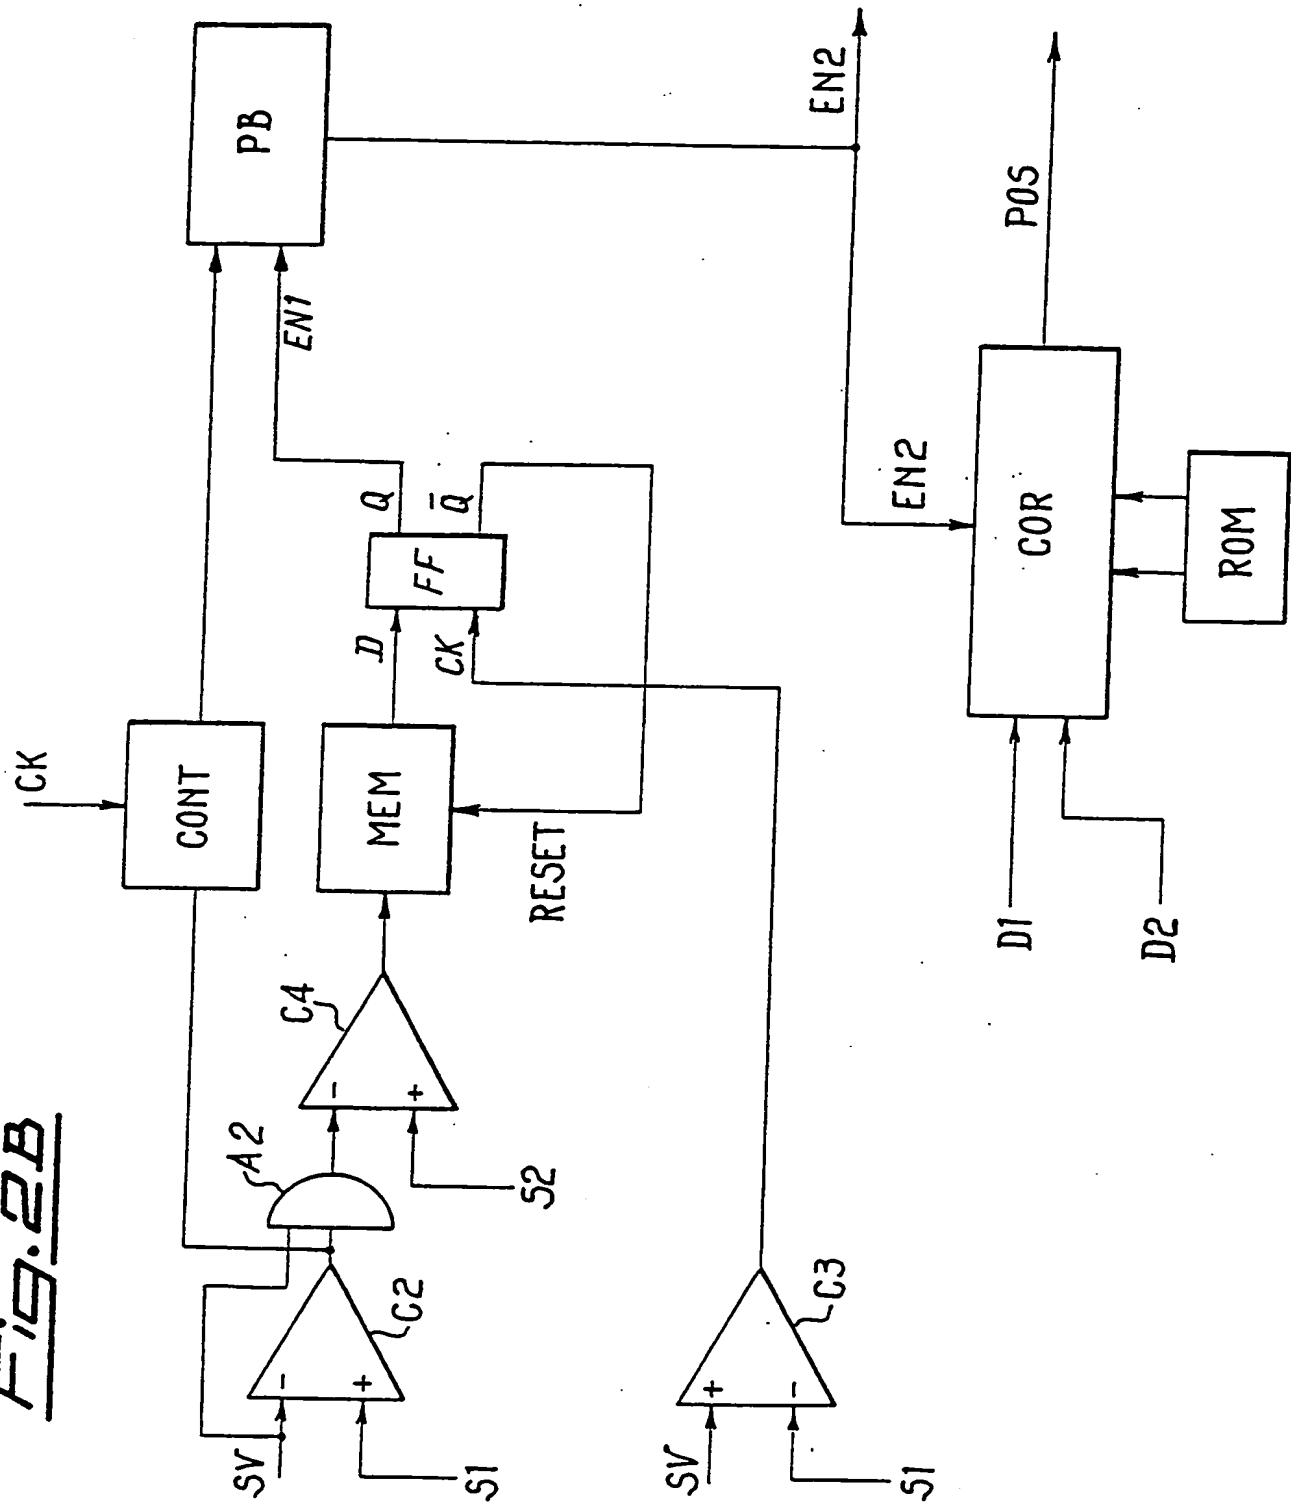 Fig. 2B
CK
CONT
PB
EN1
SV
S1
C2
A2
S2
C4
MEM
RESET
D
CK
FF
Q
Q̅
SV
S1
C3
EN2
EN2
D1
D2
COR
ROM
POS